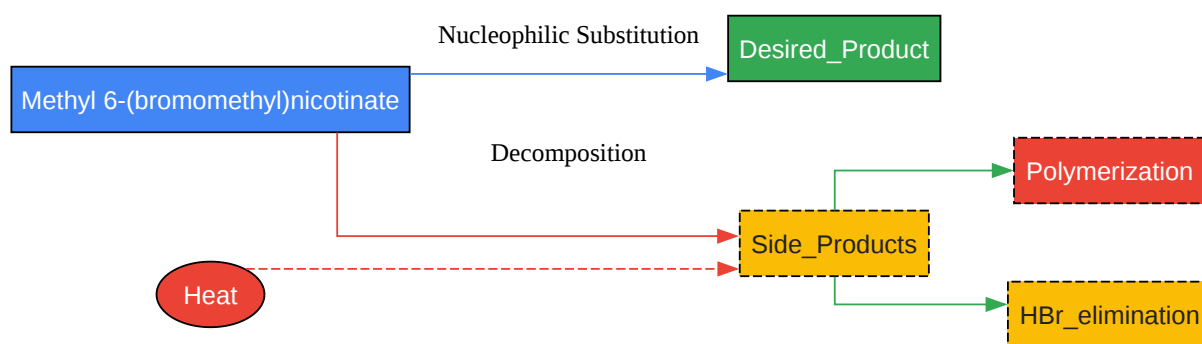 Nucleophilic Substitution
Desired_Product
Methyl 6-(bromomethyl)nicotinate
Decomposition
Polymerization
Side_Products
Heat
HBr_elimination